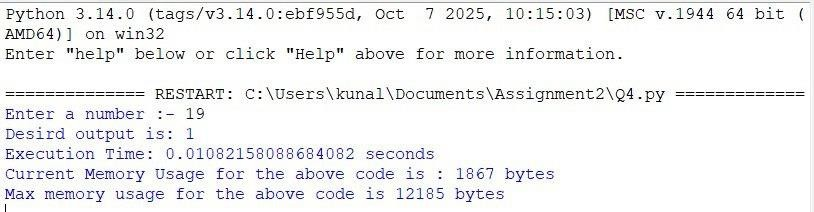 Python 3.14.0 (tags/v3.14.0:ebf955d, Oct  7 2025, 10:15:03) [MSC v.1944 64 bit (
AMD64)] on win32
Enter "help" below or click "Help" above for more information.
============== RESTART: C:\Users\kunal\Documents\Assignment2\Q4.py =============
Enter a number :- 19
Desird output is: 1
Execution Time: 0.01082158088684082 seconds
Current Memory Usage for the above code is : 1867 bytes
Max memory usage for the above code is 12185 bytes